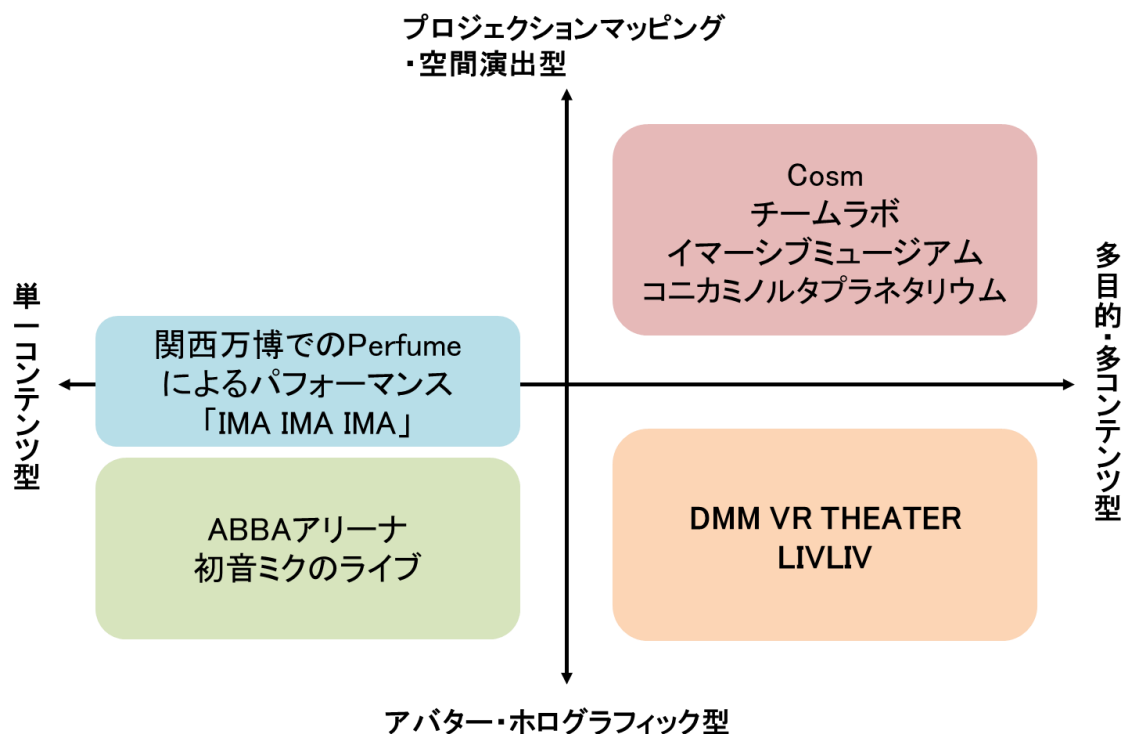 プロジェクションマッピング
・空間演出型
Cosm
チームラボ
イマーシブミュージアム
コニカミノルタプラネタリウム
単一コンテンツ型
関西万博でのPerfume
によるパフォーマンス
「IMA IMA IMA」
多目的・多コンテンツ型
ABBAアリーナ
初音ミクのライブ
DMM VR THEATER
LIVLIV
アバター・ホログラフィック型